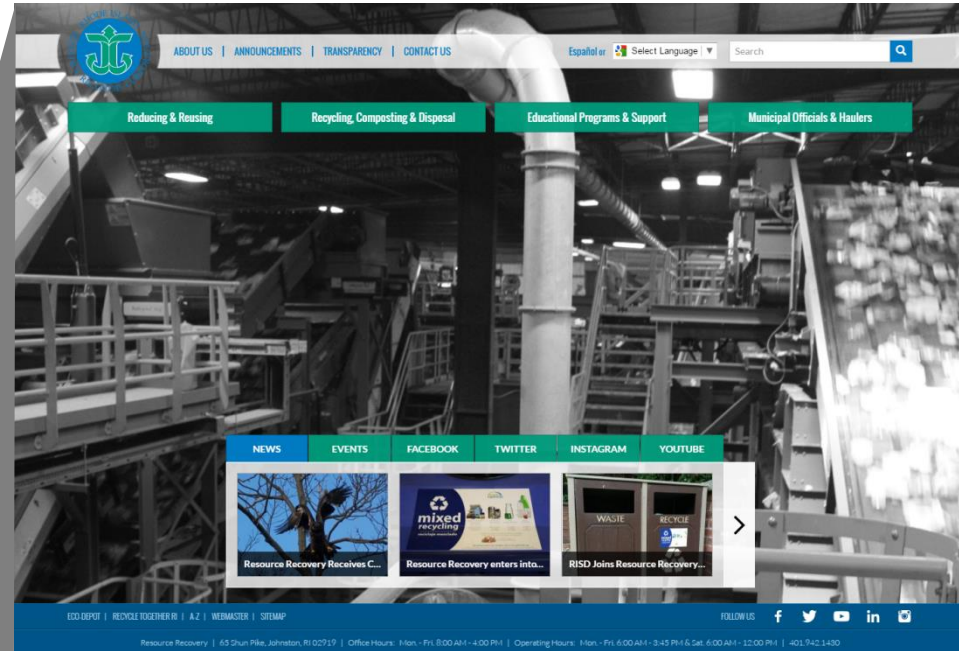 ABOUT US | ANNOUNCEMENTS | TRANSPARENCY | CONTACT US
Español or Select Language ▼ Search
Reducing & Reusing Recycling, Composting & Disposal Educational Programs & Support Municipal Officials & Haulers
NEWS EVENTS FACEBOOK TWITTER INSTAGRAM YOUTUBE
mixed
recycling
WASTE RECYCLE
Resource Recovery Receives C... Resource Recovery enters into... RISD Joins Resource Recovery...
ECO-DEPOT | RECYCLE TOGETHER RI | A-Z | WEBMASTER | SITEMAP FOLLOW US
Resource Recovery | 65 Shun Pike, Johnston, RI 02919 | Office Hours: Mon. - Fri. 8:00 AM - 4:00 PM | Operating Hours: Mon. - Fri. 6:00 AM - 3:45 PM & Sat. 6:00 AM - 12:00 PM | 401.942.1430